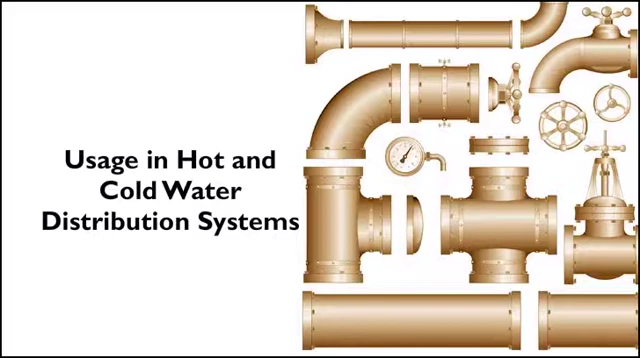 Usage in Hot and
Cold Water
Distribution Systems